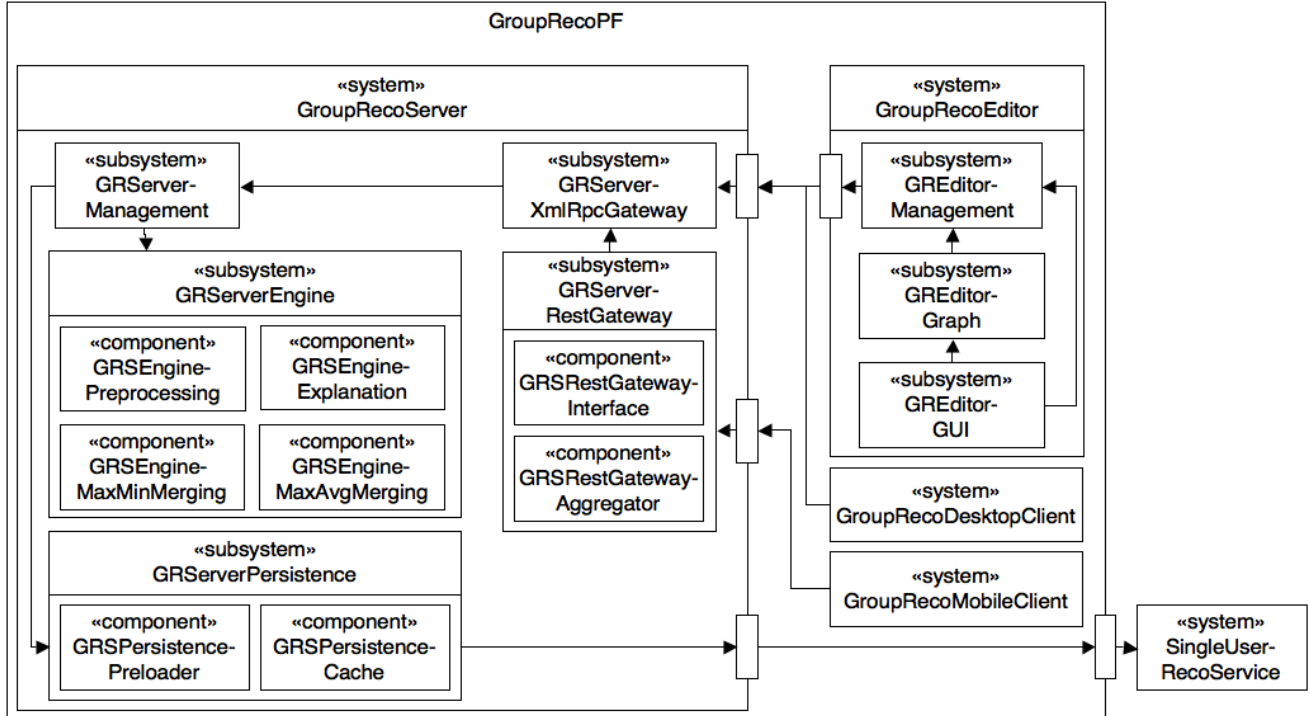 GroupRecoPF
«system»
GroupRecoServer
«subsystem»
GRServer-
Management
«subsystem»
GRServer-
XmlRpcGateway
«subsystem»
GRServerEngine
«component»
GRSEngine-
Preprocessing
«component»
GRSEngine-
Explanation
«component»
GRSEngine-
MaxMinMerging
«component»
GRSEngine-
MaxAvgMerging
«subsystem»
GRServer-
RestGateway
«component»
GRSRestGateway-
Interface
«component»
GRSRestGateway-
Aggregator
«subsystem»
GRServerPersistence
«component»
GRSPersistence-
Preloader
«component»
GRSPersistence-
Cache
«system»
GroupRecoEditor
«subsystem»
GREditor-
Management
«subsystem»
GREditor-
Graph
«subsystem»
GREditor-
GUI
«system»
GroupRecoDesktopClient
«system»
GroupRecoMobileClient
«system»
SingleUser-
RecoService